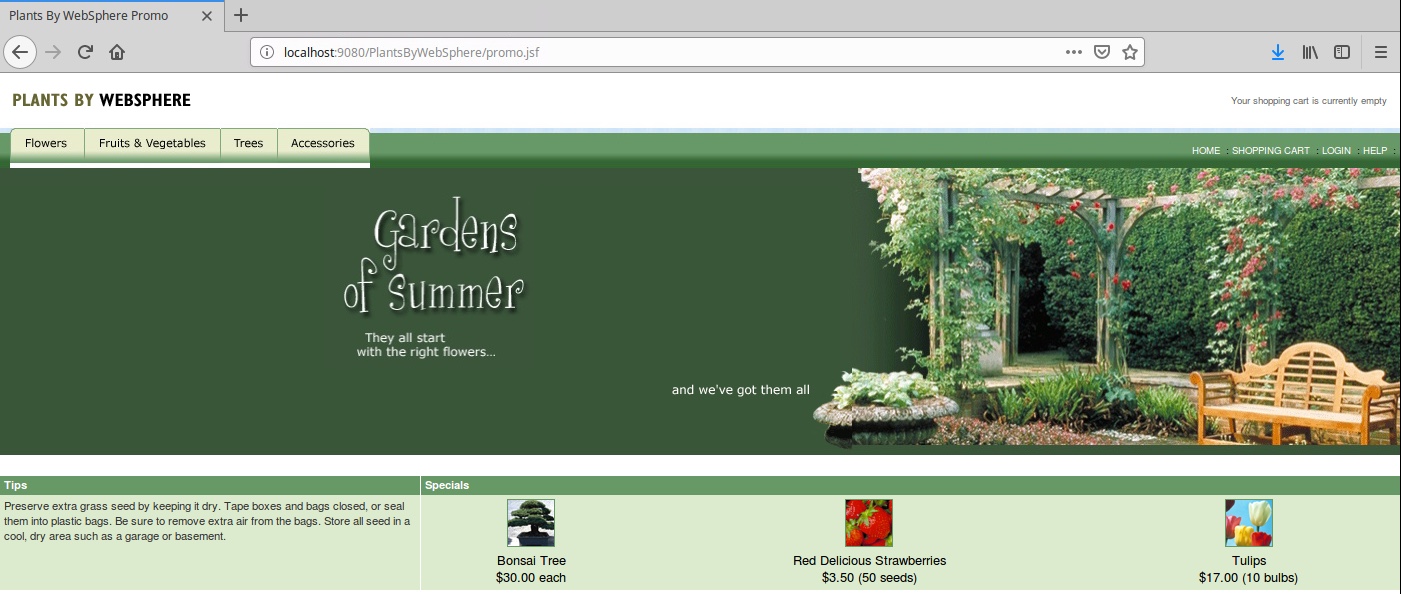 Plants By WebSphere Promo
localhost:9080/PlantsByWebSphere/promo.jsf
PLANTS BY WEBSPHERE
Your shopping cart is currently empty
Flowers
Fruits & Vegetables
Trees
Accessories
HOME : SHOPPING CART : LOGIN : HELP :
Gardens
of Summer
They all start
with the right flowers...
and we've got them all
Tips
Specials
Preserve extra grass seed by keeping it dry. Tape boxes and bags closed, or seal
them into plastic bags. Be sure to remove extra air from the bags. Store all seed in a
cool, dry area such as a garage or basement.
Bonsai Tree
$30.00 each
Red Delicious Strawberries
$3.50 (50 seeds)
Tulips
$17.00 (10 bulbs)